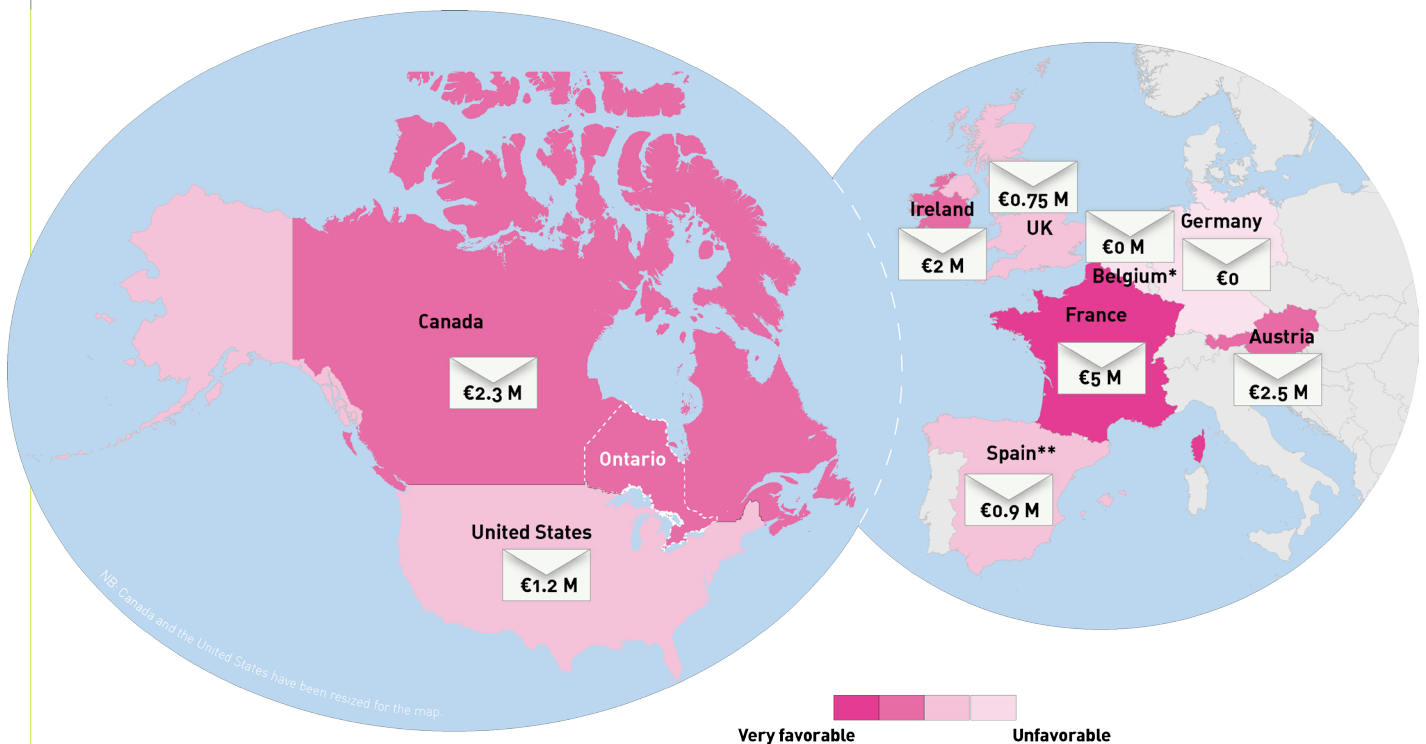 Canada
€2.3 M
Ontario
United States
€1.2 M
NB: Canada and the United States have been resized for the map.
€0.75 M
Ireland
UK
€2 M
€0 M
Germany
€0
Belgium*
France
€5 M
Austria
€2.5 M
Spain**
€0.9 M
Very favorable
Unfavorable